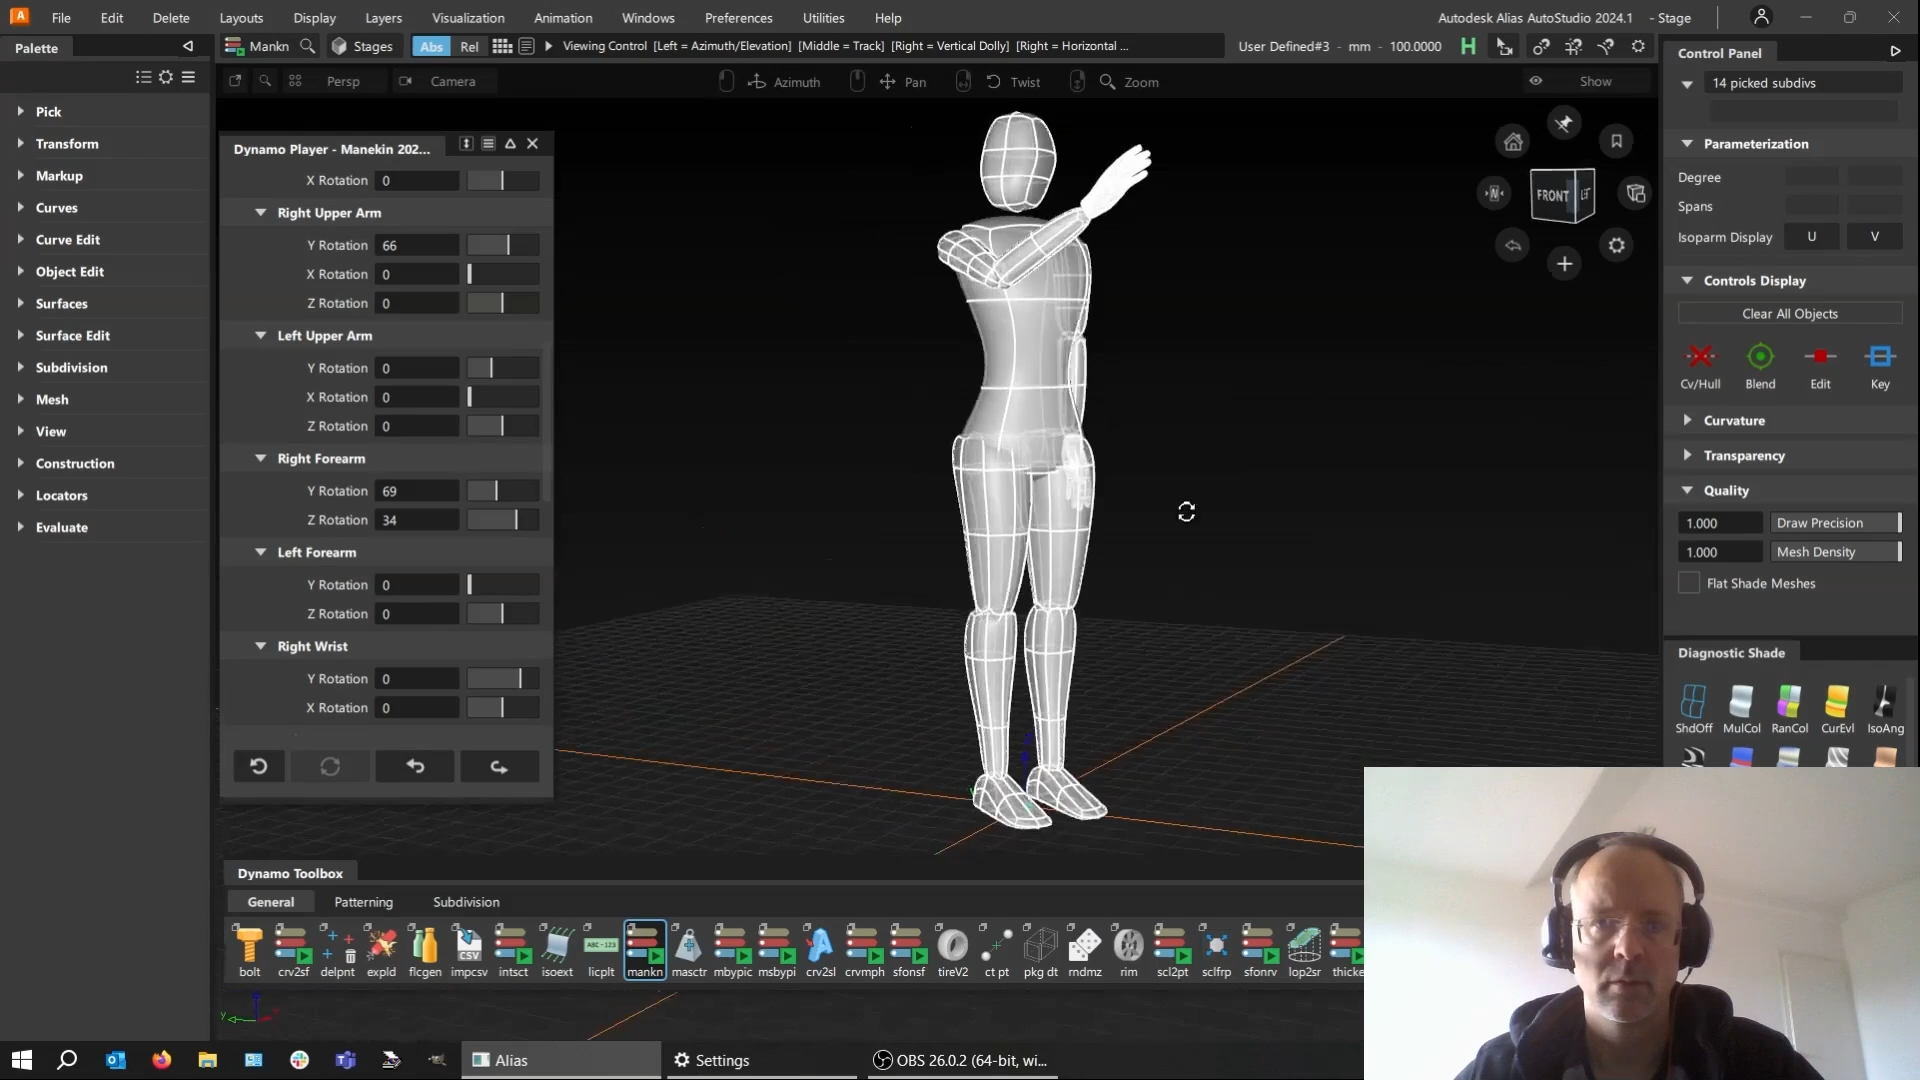 File Edit Delete Layouts Display Layers Visualization Animation Windows Preferences Utilities Help
Autodesk Alias AutoStudio 2024.1 - Stage
Palette
Mankn Stages Abs Rel Viewing Control [Left = Azimuth/Elevation] [Middle = Track] [Right = Vertical Dolly] [Right = Horizontal ...
User Defined#3 - mm - 100.0000
Control Panel
Persp Camera Azimuth Pan Twist Zoom Show
14 picked subdivs
Pick
Transform
Markup
Curves
Curve Edit
Object Edit
Surfaces
Surface Edit
Subdivision
Mesh
View
Construction
Locators
Evaluate
Dynamo Player - Manekin 202...
X Rotation 0
Right Upper Arm
Y Rotation 66
X Rotation 0
Z Rotation 0
Left Upper Arm
Y Rotation 0
X Rotation 0
Z Rotation 0
Right Forearm
Y Rotation 69
Z Rotation 34
Left Forearm
Y Rotation 0
Z Rotation 0
Right Wrist
Y Rotation 0
X Rotation 0
FRONT
Parameterization
Degree
Spans
Isoparm Display U V
Controls Display
Clear All Objects
Cv/Hull Blend Edit Key
Curvature
Transparency
Quality
1.000 Draw Precision
1.000 Mesh Density
Flat Shade Meshes
Diagnostic Shade
ShdOff MulCol RanCol CurEvl IsoAng
Dynamo Toolbox
General Patterning Subdivision
ABC-123
CSV
bolt crv2sf delpnt expld flcgen impcsv intsct isoext licplt mankn masctr mbypic msbypi crv2sl crvmph sfonsf tireV2 ct pt pkg dt rndmz rim scl2pt sclfrp sfonrv lop2sr thicke
Alias
Settings
OBS 26.0.2 (64-bit, wi...